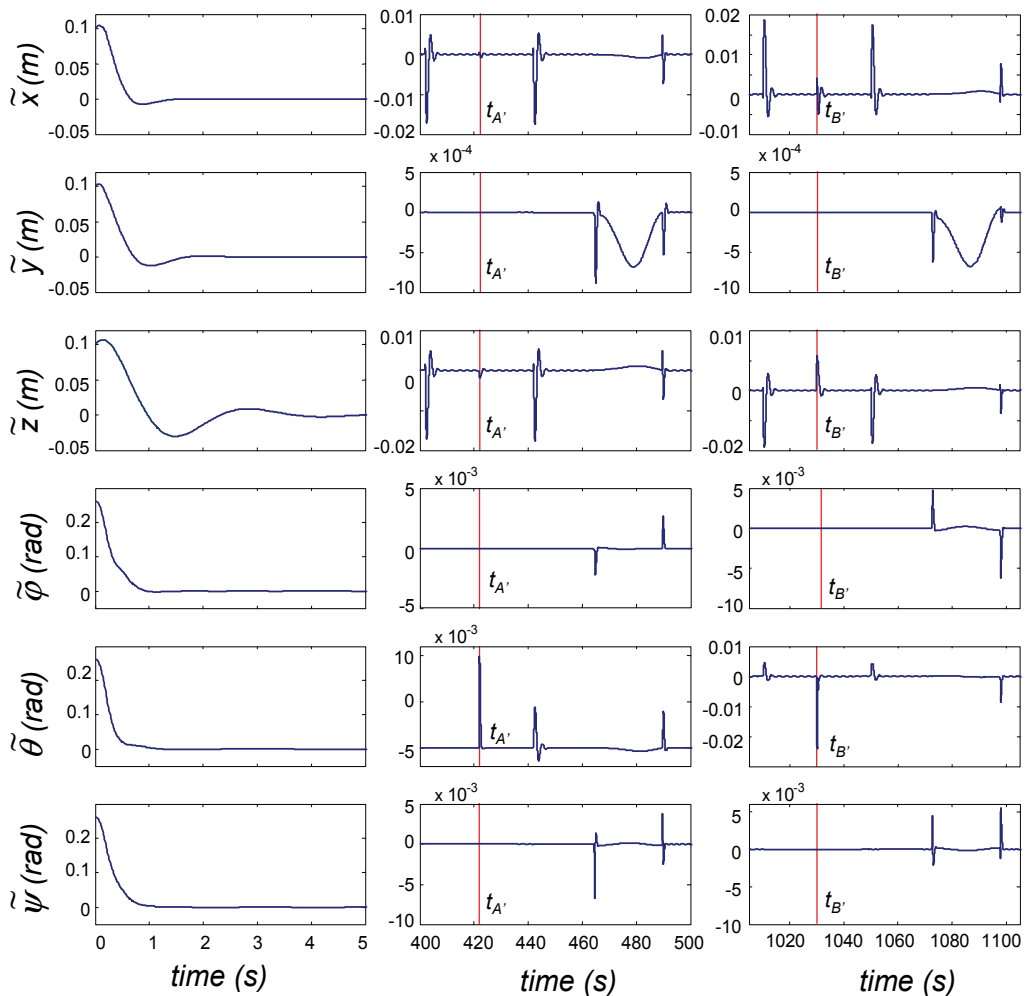 x̃ (m)
0.1
0.05
0
-0.05
0.01
0
-0.01
-0.02
t_A'
0.02
0.01
0
-0.01
t_B'
ỹ (m)
0.1
0.05
0
-0.05
x 10^-4
5
0
-5
-10
t_A'
x 10^-4
5
0
-5
-10
t_B'
z̃ (m)
0.1
0.05
0
-0.05
0.01
0
-0.02
t_A'
0.01
0
-0.02
t_B'
φ̃ (rad)
0.2
0.1
0
x 10^-3
5
0
-5
t_A'
x 10^-3
5
0
-5
-10
t_B'
θ̃ (rad)
0.2
0.1
0
x 10^-3
10
0
-5
t_A'
0.01
0
-0.01
-0.02
t_B'
ψ̃ (rad)
0.2
0.1
0
x 10^-3
5
0
-5
-10
t_A'
x 10^-3
5
0
-5
-10
t_B'
0 1 2 3 4 5
400 420 440 460 480 500
1020 1040 1060 1080 1100
time (s)
time (s)
time (s)